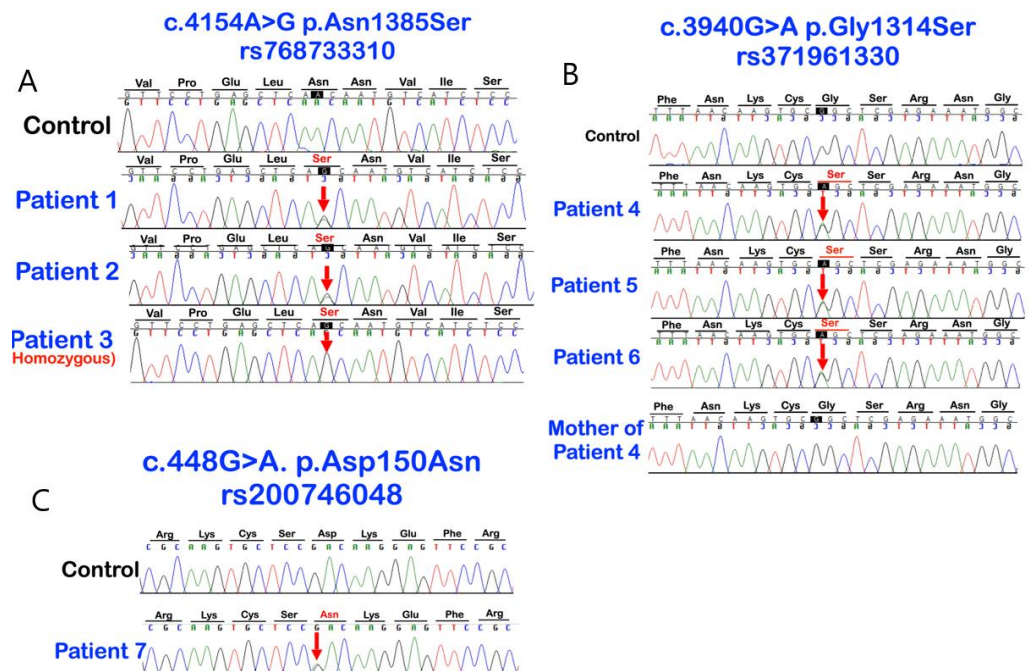 c.4154A>G p.Asn1385Ser
rs768733310
A
Val Pro Glu Leu Asn Asn Val Ile Ser
G T T C C T G A G C T C A A C A A T G T C A T C T C C
G T T C C T G A G C T C A A C A A T G T C A T C T C C
Control
Val Pro Glu Leu Ser Asn Val Ile Ser
Patient 1
Val Pro Glu Leu Ser Asn Val Ile Ser
Patient 2
Val Pro Glu Leu Ser Asn Val Ile Ser
G T T C C T G A G C T C A G C A A T G T C A T C T C C
G T T C C T G A G C T C A G C A A T G T C A T C T C C
Patient 3
Homozygous)
c.3940G>A p.Gly1314Ser
rs371961330
B
Phe Asn Lys Cys Gly Ser Arg Asn Gly
Control
Phe Asn Lys Cys Ser Ser Arg Asn Gly
Patient 4
Phe Asn Lys Cys Ser Ser Arg Asn Gly
Patient 5
Phe Asn Lys Cys Ser Ser Arg Asn Gly
Patient 6
Phe Asn Lys Cys Gly Ser Arg Asn Gly
Mother of
Patient 4
c.448G>A. p.Asp150Asn
rs200746048
C
Arg Lys Cys Ser Asp Lys Glu Phe Arg
C G C A A G T G C T C C G A C A A G G A G T T C C G C
Control
Arg Lys Cys Ser Asn Lys Glu Phe Arg
C G C A A G T G C T C C G A C A A G G A G T T C C G C
Patient 7